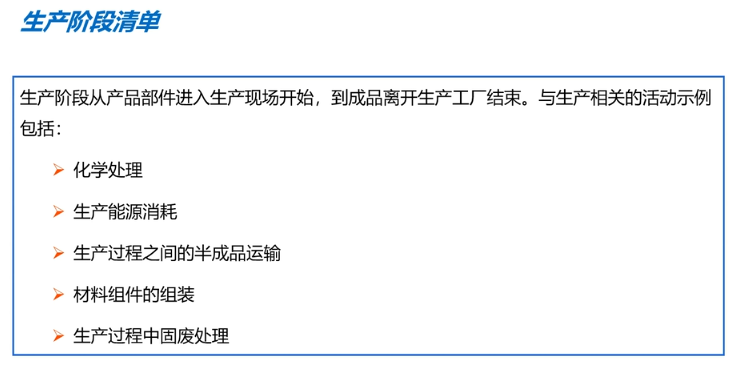 生产阶段清单
生产阶段从产品部件进入生产现场开始，到成品离开生产工厂结束。与生产相关的活动示例
包括：
化学处理
生产能源消耗
生产过程之间的半成品运输
材料组件的组装
生产过程中固废处理